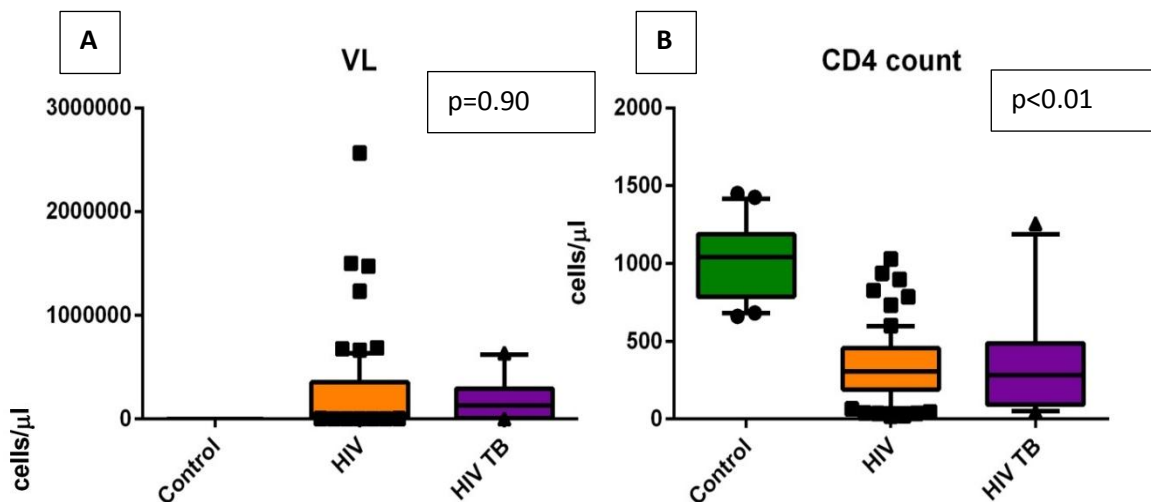 A
VL
p=0.90
3000000
2000000
1000000
0
cells/µl
Control
HIV
HIV TB
B
CD4 count
p<0.01
2000
1500
1000
500
0
cells/µl
Control
HIV
HIV TB